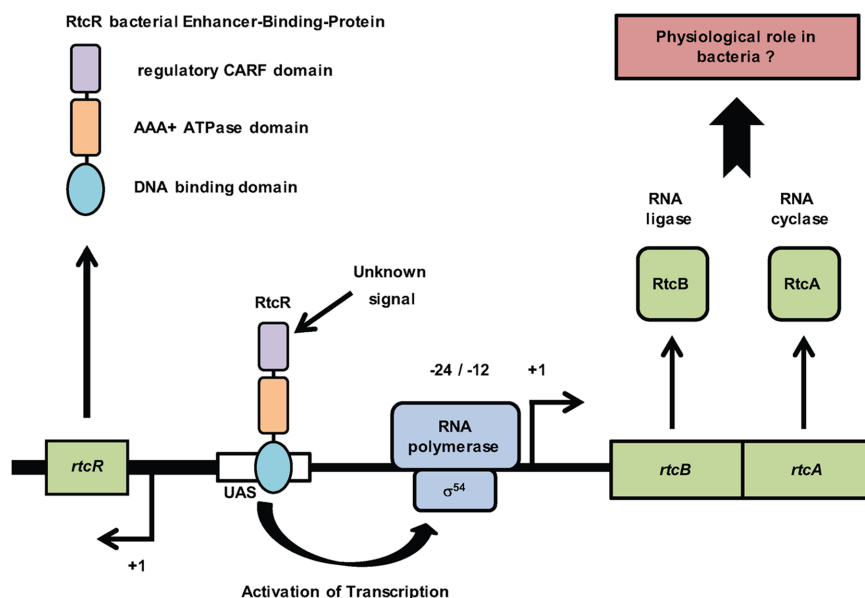 RtcR bacterial Enhancer-Binding-Protein
regulatory CARF domain
AAA+ ATPase domain
DNA binding domain
Physiological role in
bacteria ?
RNA
ligase
RNA
cyclase
RtcB
RtcA
Unknown
signal
RtcR
-24 / -12
+1
RNA
polymerase
σ⁵⁴
rtcR
UAS
rtcB
rtcA
+1
Activation of Transcription